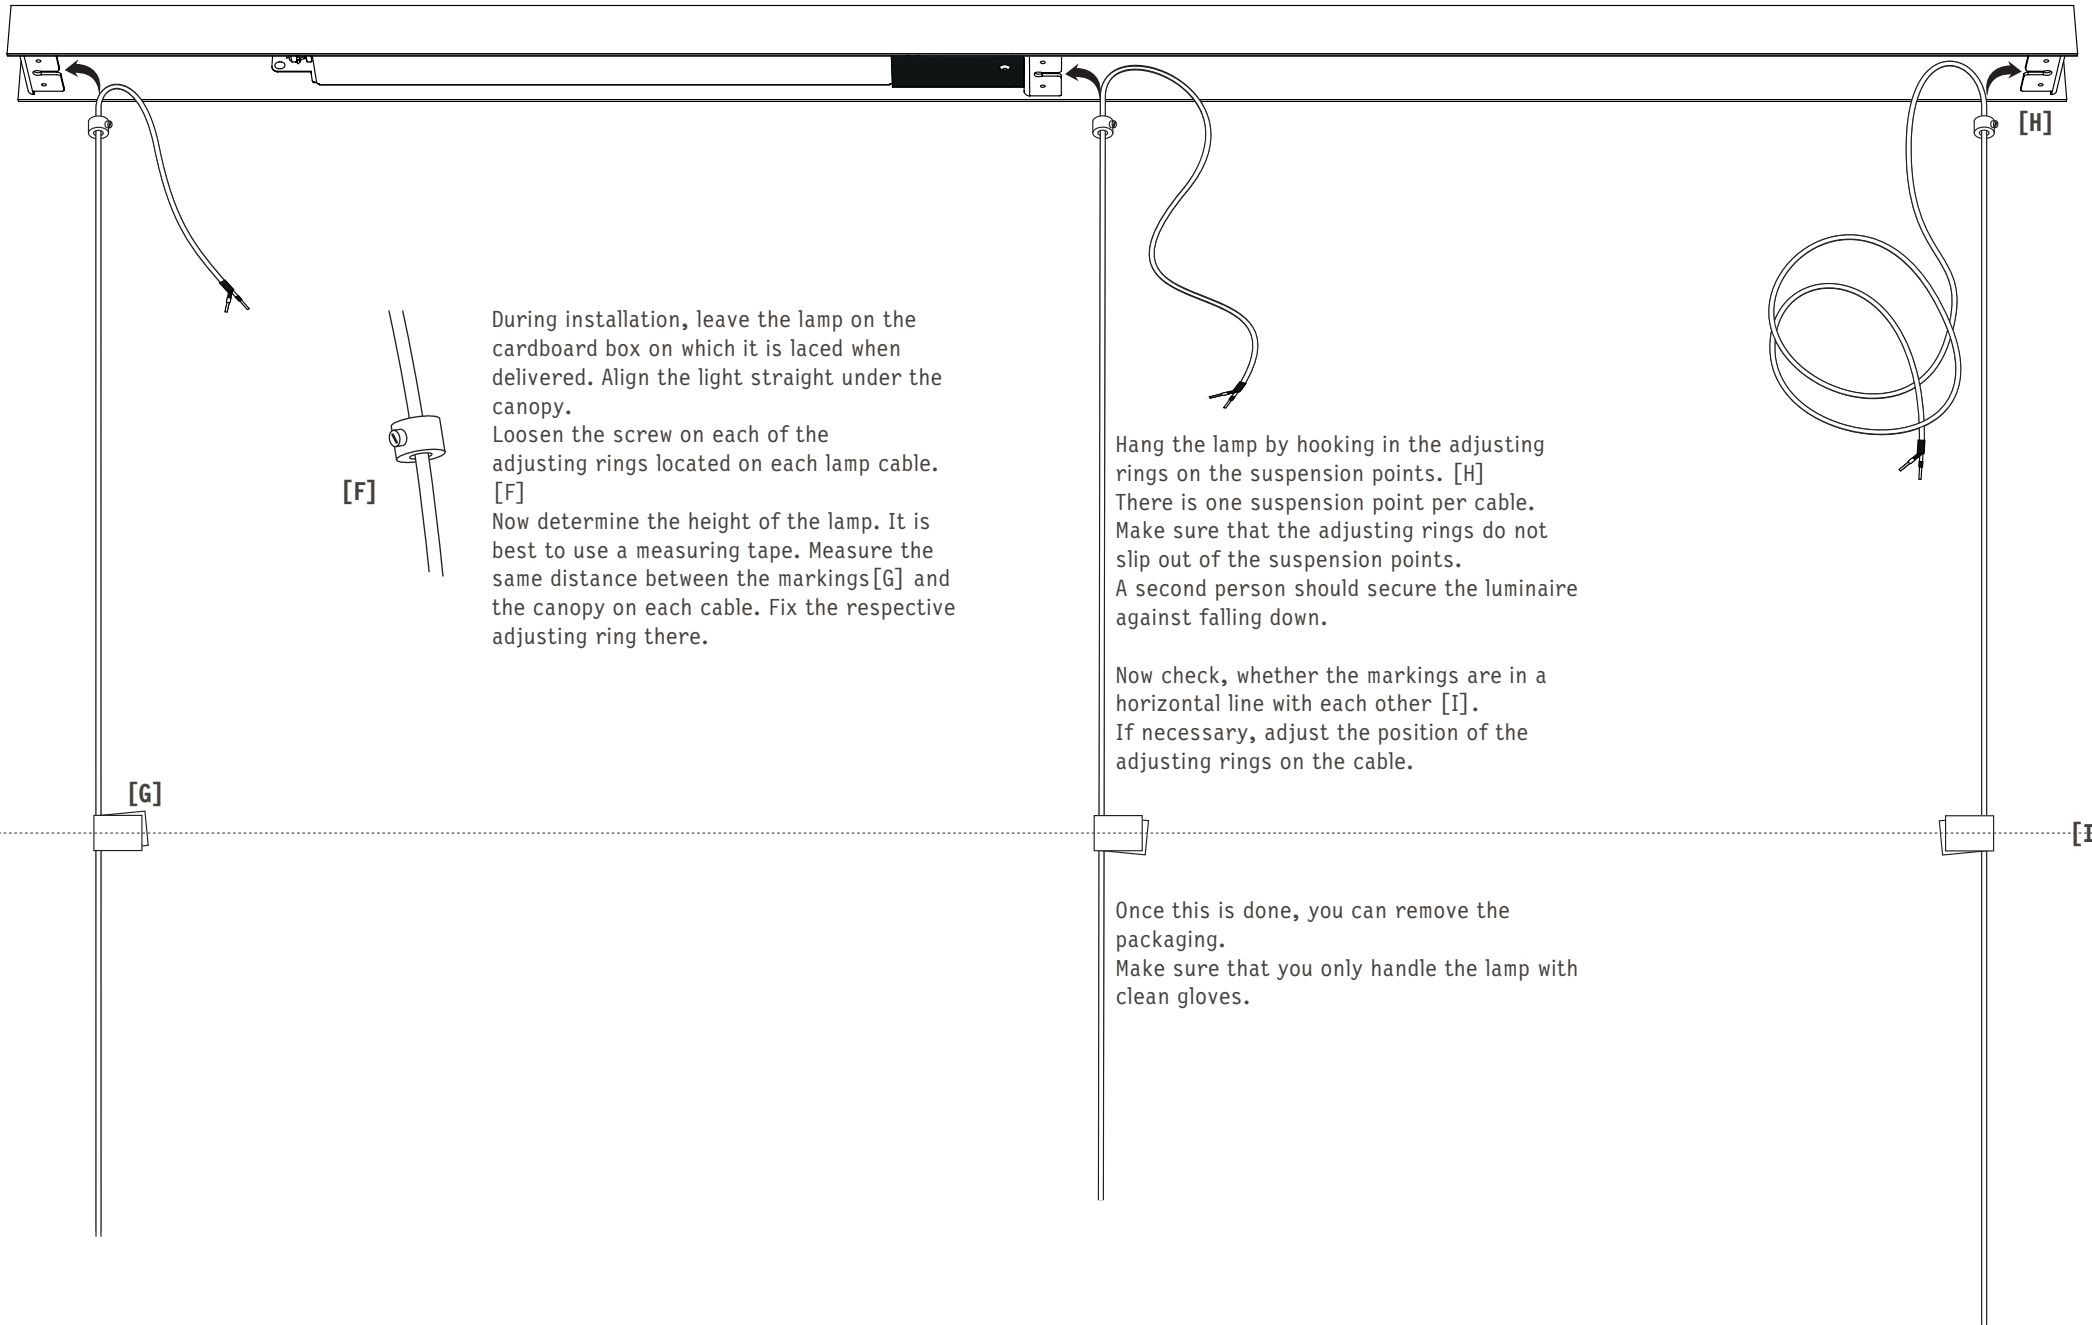 [H]
During installation, leave the lamp on the
cardboard box on which it is laced when
delivered. Align the light straight under the
canopy.
Loosen the screw on each of the
adjusting rings located on each lamp cable.
[F]
Now determine the height of the lamp. It is
best to use a measuring tape. Measure the
same distance between the markings[G] and
the canopy on each cable. Fix the respective
adjusting ring there.
[F]
Hang the lamp by hooking in the adjusting
rings on the suspension points. [H]
There is one suspension point per cable.
Make sure that the adjusting rings do not
slip out of the suspension points.
A second person should secure the luminaire
against falling down.
Now check, whether the markings are in a
horizontal line with each other [I].
If necessary, adjust the position of the
adjusting rings on the cable.
[G]
[I
Once this is done, you can remove the
packaging.
Make sure that you only handle the lamp with
clean gloves.